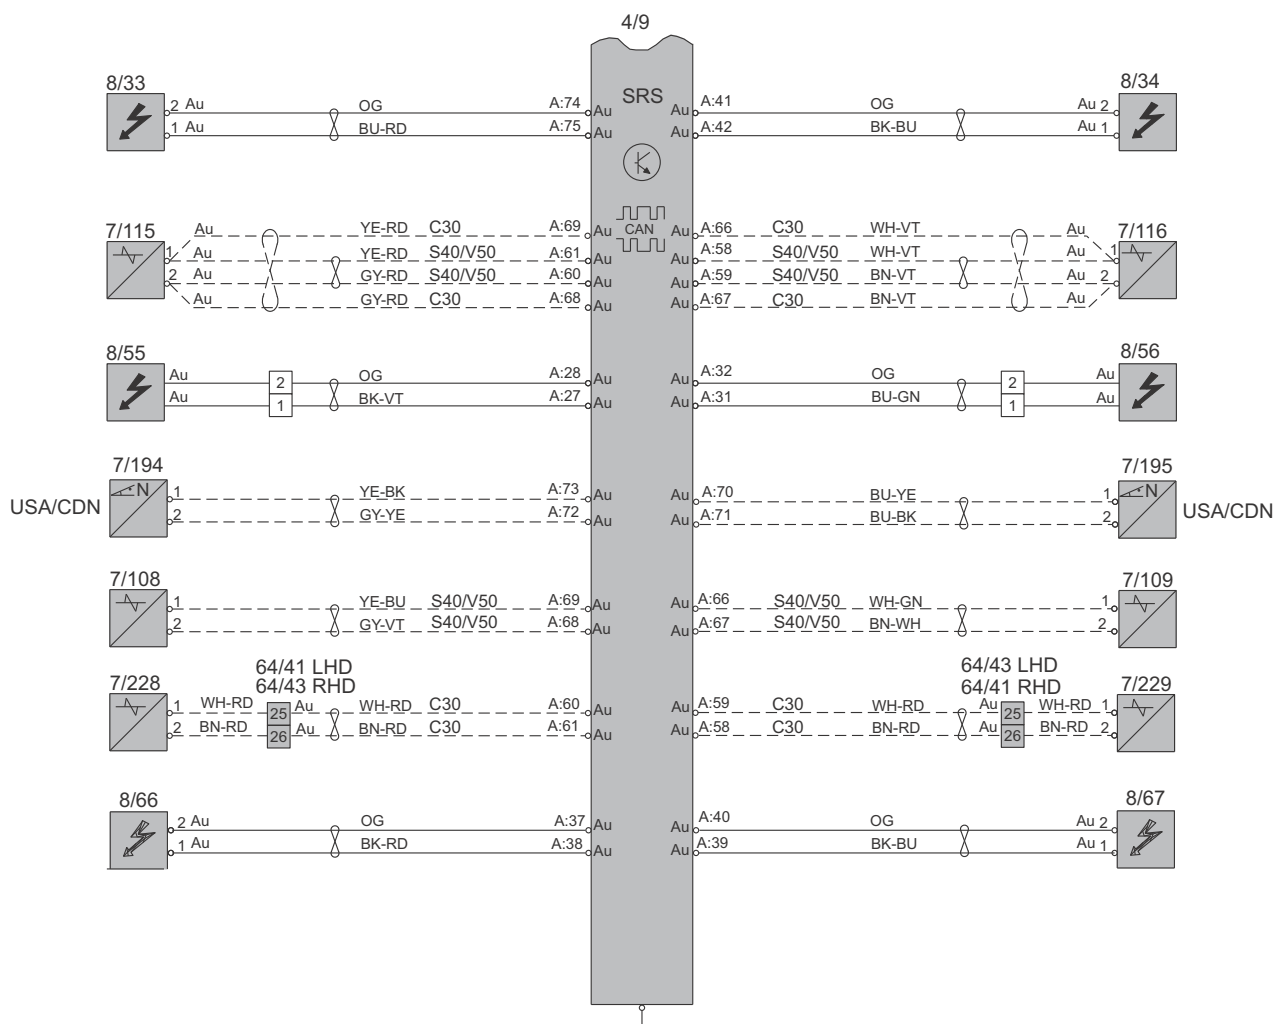 4/9
8/33
8/34
2 Au OG A:74 Au SRS Au A:41 OG Au 2
1 Au BU-RD A:75 Au Au A:42 BK-BU Au 1
7/115
7/116
Au YE-RD C30 A:69 Au CAN Au A:66 C30 WH-VT Au
1 Au YE-RD S40/V50 A:61 Au Au A:58 S40/V50 WH-VT Au 1
2 Au GY-RD S40/V50 A:60 Au Au A:59 S40/V50 BN-VT Au 2
Au GY-RD C30 A:68 Au Au A:67 C30 BN-VT Au
8/55
8/56
Au 2 OG A:28 Au Au A:32 OG 2 Au
Au 1 BK-VT A:27 Au Au A:31 BU-GN 1 Au
7/194
7/195
USA/CDN N 1 YE-BK A:73 Au Au A:70 BU-YE 1 N USA/CDN
2 GY-YE A:72 Au Au A:71 BU-BK 2
7/108
7/109
1 YE-BU S40/V50 A:69 Au Au A:66 S40/V50 WH-GN 1
2 GY-VT S40/V50 A:68 Au Au A:67 S40/V50 BN-WH 2
64/41 LHD
64/43 RHD
64/43 LHD
64/41 RHD
7/228
7/229
1 WH-RD 25 Au WH-RD C30 A:60 Au Au A:59 C30 WH-RD Au 25 WH-RD 1
2 BN-RD 26 Au BN-RD C30 A:61 Au Au A:58 C30 BN-RD Au 26 BN-RD 2
8/66
8/67
2 Au OG A:37 Au Au A:40 OG Au 2
1 Au BK-RD A:38 Au Au A:39 BK-BU Au 1